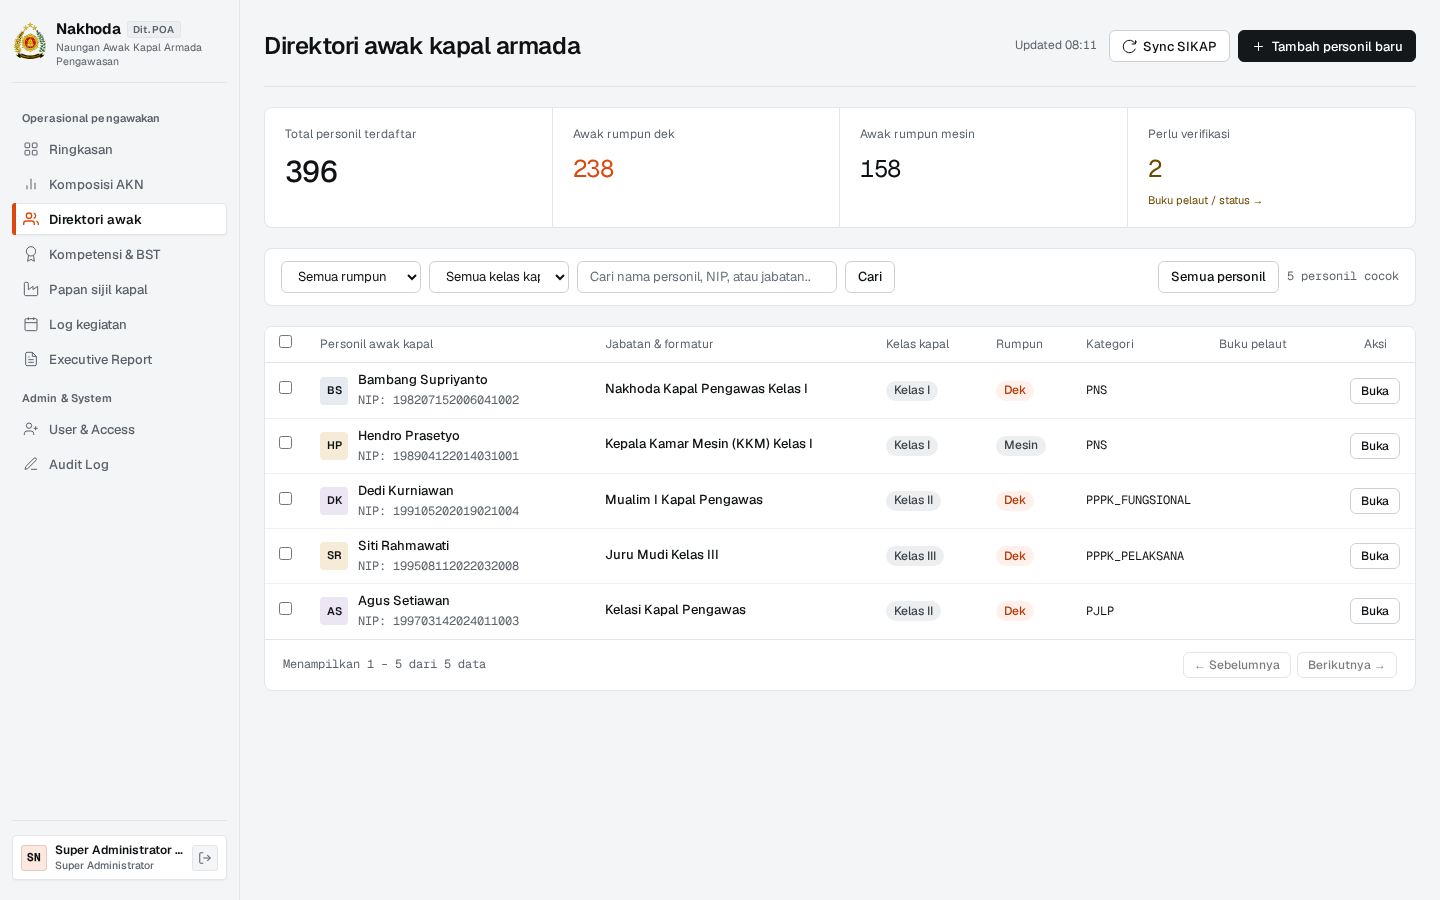 Nakhoda Dit. POA
Naungan Awak Kapal Armada
Pengawasan
Operasional pengawakan
Ringkasan
Komposisi AKN
Direktori awak
Kompetensi & BST
Papan sijil kapal
Log kegiatan
Executive Report
Admin & System
User & Access
Audit Log
SN Super Administrator ...
Super Administrator
Direktori awak kapal armada
Updated 08:11 Sync SIKAP + Tambah personil baru
Total personil terdaftar Awak rumpun dek Awak rumpun mesin Perlu verifikasi
396 238 158 2
Buku pelaut / status →
Semua rumpun Semua kelas kap Cari nama personil, NIP, atau jabatan.. Cari Semua personil 5 personil cocok
Personil awak kapal Jabatan & formatur Kelas kapal Rumpun Kategori Buku pelaut Aksi
BS Bambang Supriyanto Nakhoda Kapal Pengawas Kelas I Kelas I Dek PNS Buka
NIP: 198207152006041002
HP Hendro Prasetyo Kepala Kamar Mesin (KKM) Kelas I Kelas I Mesin PNS Buka
NIP: 198904122014031001
DK Dedi Kurniawan Mualim I Kapal Pengawas Kelas II Dek PPPK_FUNGSIONAL Buka
NIP: 199105202019021004
SR Siti Rahmawati Juru Mudi Kelas III Kelas III Dek PPPK_PELAKSANA Buka
NIP: 199508112022032008
AS Agus Setiawan Kelasi Kapal Pengawas Kelas II Dek PJLP Buka
NIP: 199703142024011003
Menampilkan 1 – 5 dari 5 data ← Sebelumnya Berikutnya →